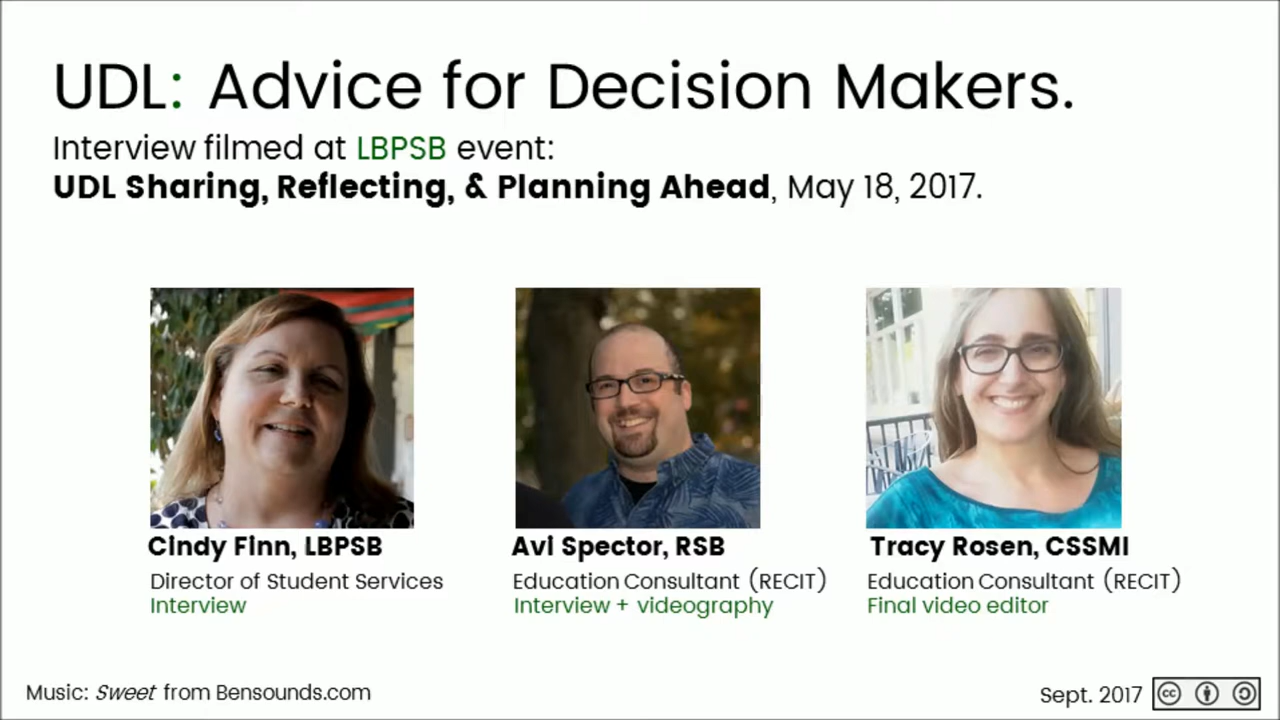 UDL: Advice for Decision Makers.
Interview filmed at LBPSB event:
UDL Sharing, Reflecting, & Planning Ahead, May 18, 2017.
Cindy Finn, LBPSB
Director of Student Services
Interview
Avi Spector, RSB
Education Consultant (RECIT)
Interview + videography
Tracy Rosen, CSSMI
Education Consultant (RECIT)
Final video editor
Music: Sweet from Bensounds.com
Sept. 2017
cc